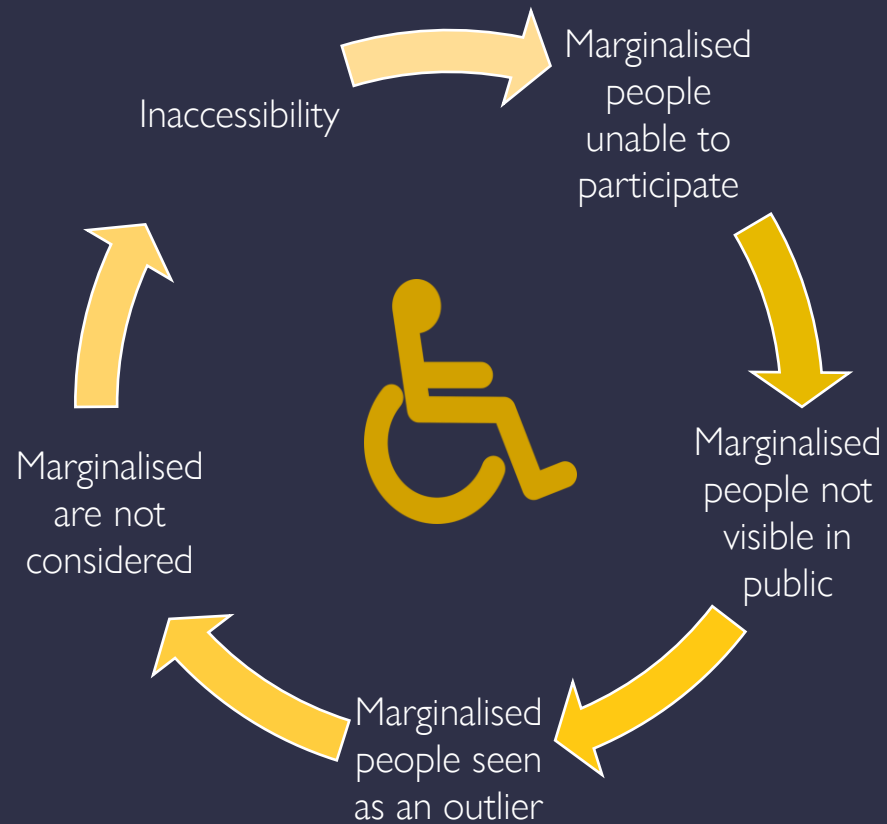 Inaccessibility
Marginalised
people
unable to
participate
Marginalised
people not
visible in
public
Marginalised
people seen
as an outlier
Marginalised
are not
considered